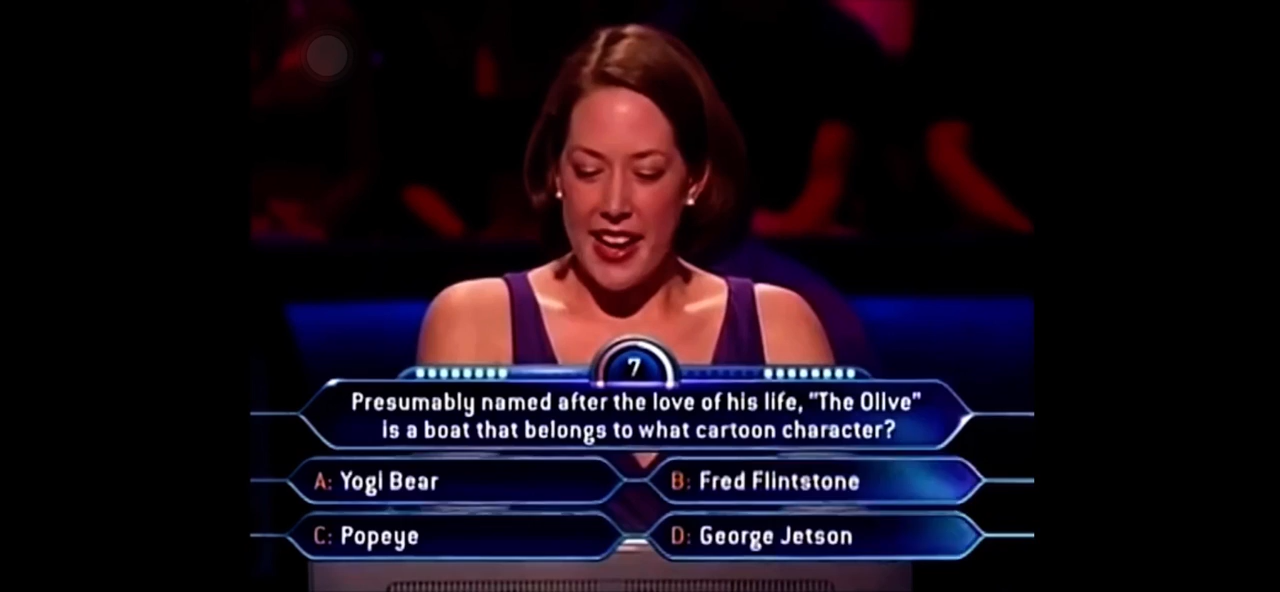 7
Presumably named after the love of his life, "The Olive"
is a boat that belongs to what cartoon character?
A: Yogi Bear
B: Fred Flintstone
C: Popeye
D: George Jetson